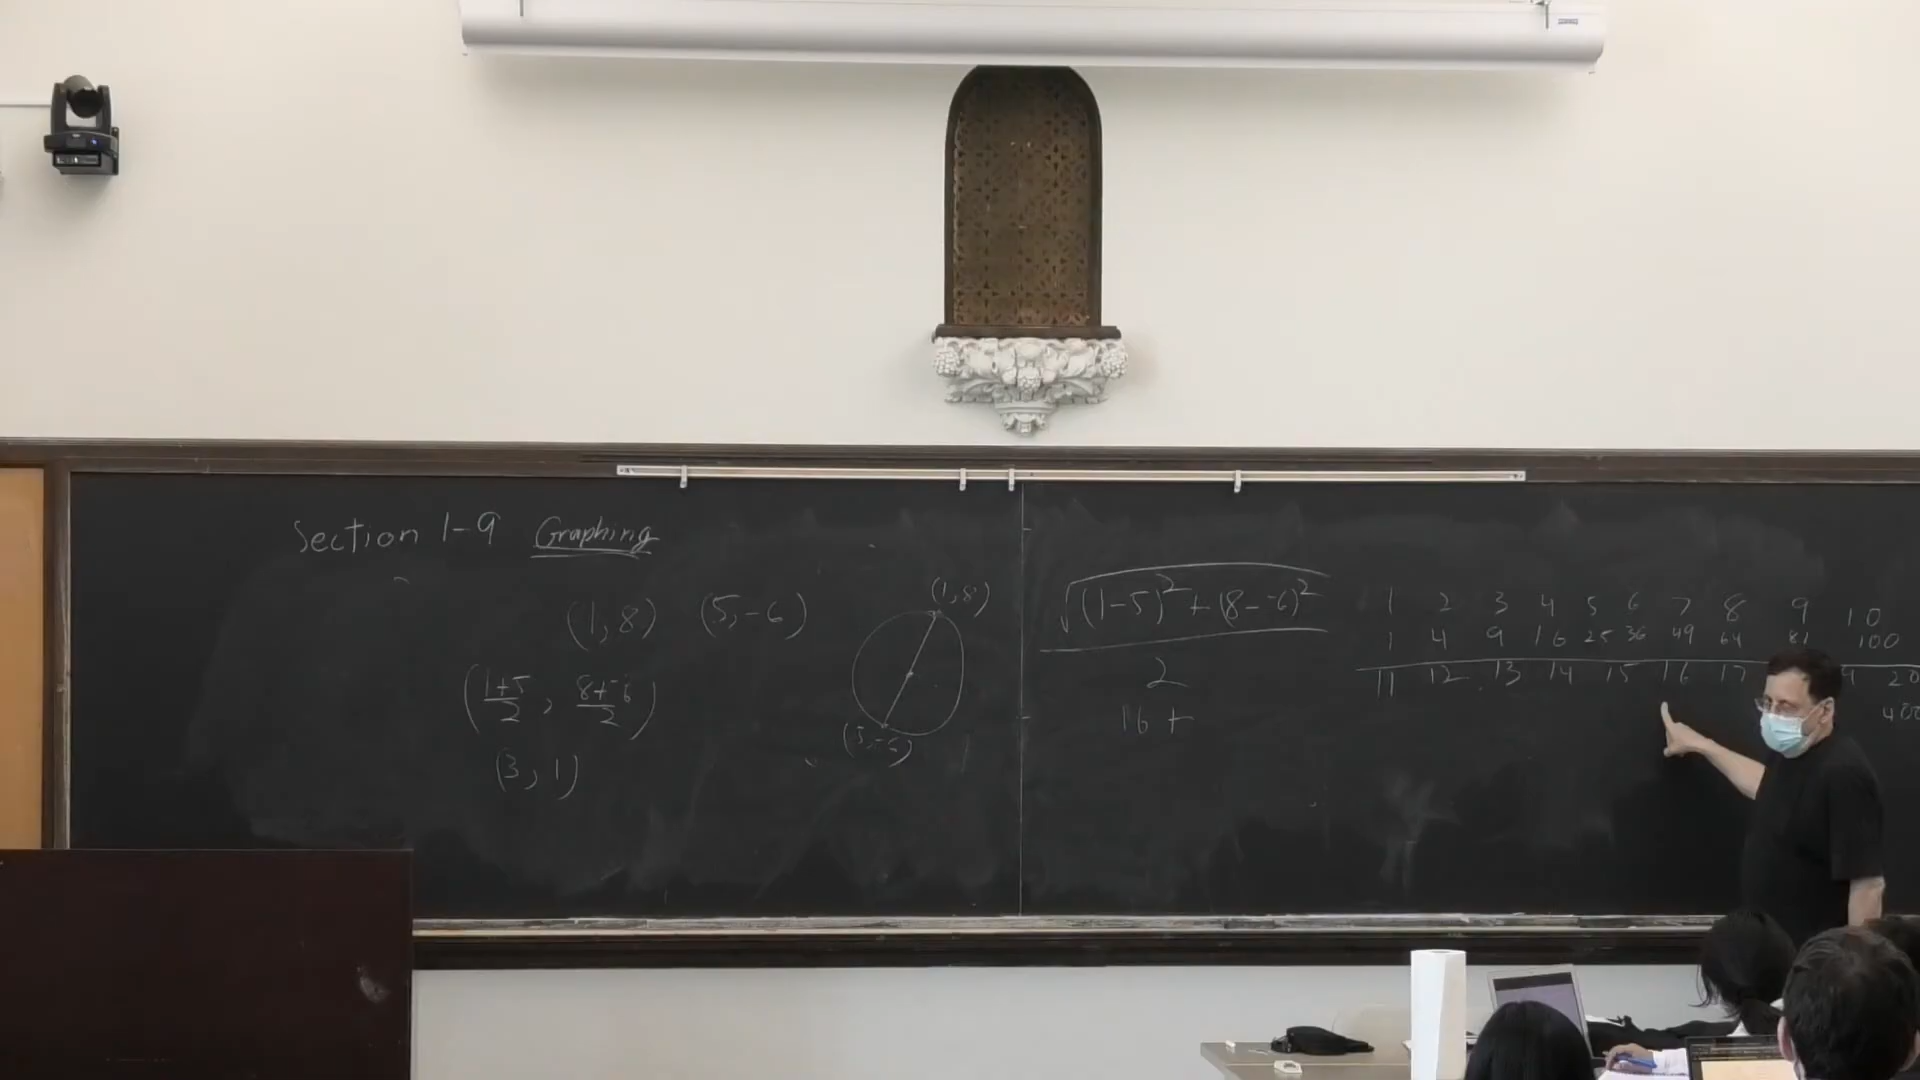 Section 1-9 Graphing
(1,8) (5,-6)
(1+5/2, 8+-6/2)
(3,1)
(1,8)
(5,-6)
√(1-5)²+(8--6)²
2
16+
1 2 3 4 5 6 7 8 9 10
1 4 9 16 25 36 49 64 81 100
11 12 13 14 15 16 17 20
400